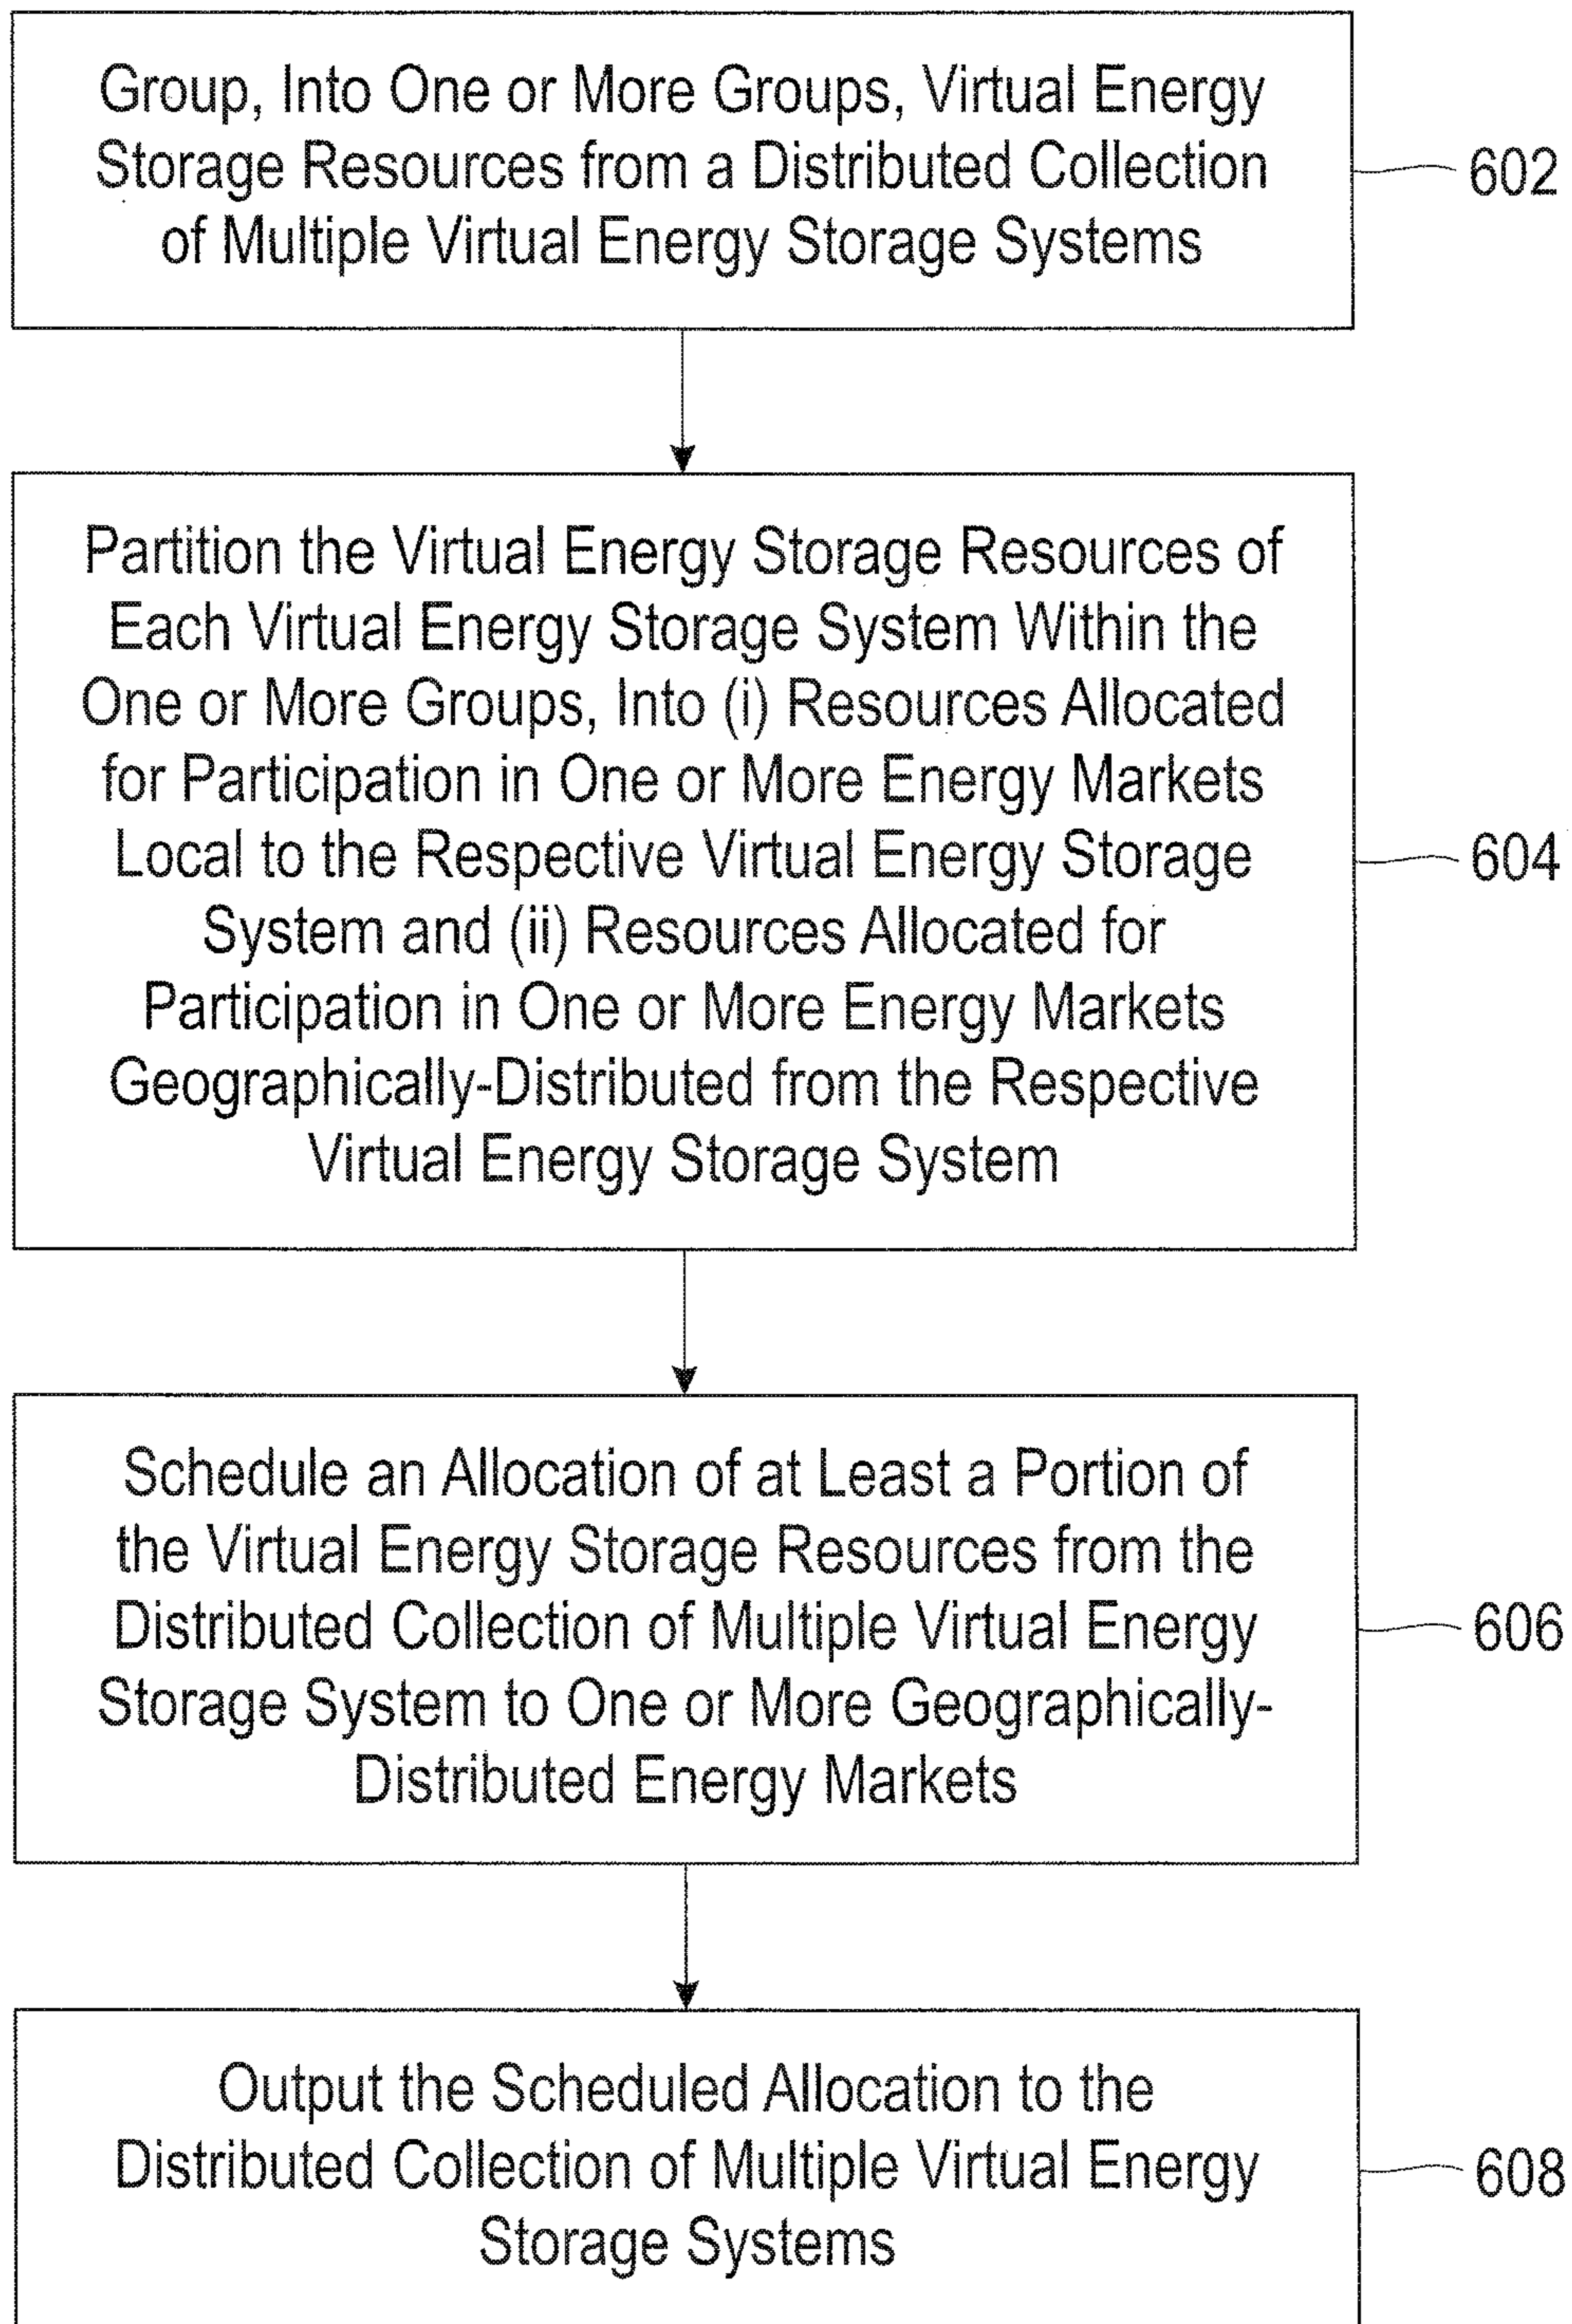 Group, Into One or More Groups, Virtual Energy
Storage Resources from a Distributed Collection
of Multiple Virtual Energy Storage Systems
602
Partition the Virtual Energy Storage Resources of
Each Virtual Energy Storage System Within the
One or More Groups, Into (i) Resources Allocated
for Participation in One or More Energy Markets
Local to the Respective Virtual Energy Storage
System and (ii) Resources Allocated for
Participation in One or More Energy Markets
Geographically-Distributed from the Respective
Virtual Energy Storage System
604
Schedule an Allocation of at Least a Portion of
the Virtual Energy Storage Resources from the
Distributed Collection of Multiple Virtual Energy
Storage System to One or More Geographically-
Distributed Energy Markets
606
Output the Scheduled Allocation to the
Distributed Collection of Multiple Virtual Energy
Storage Systems
608